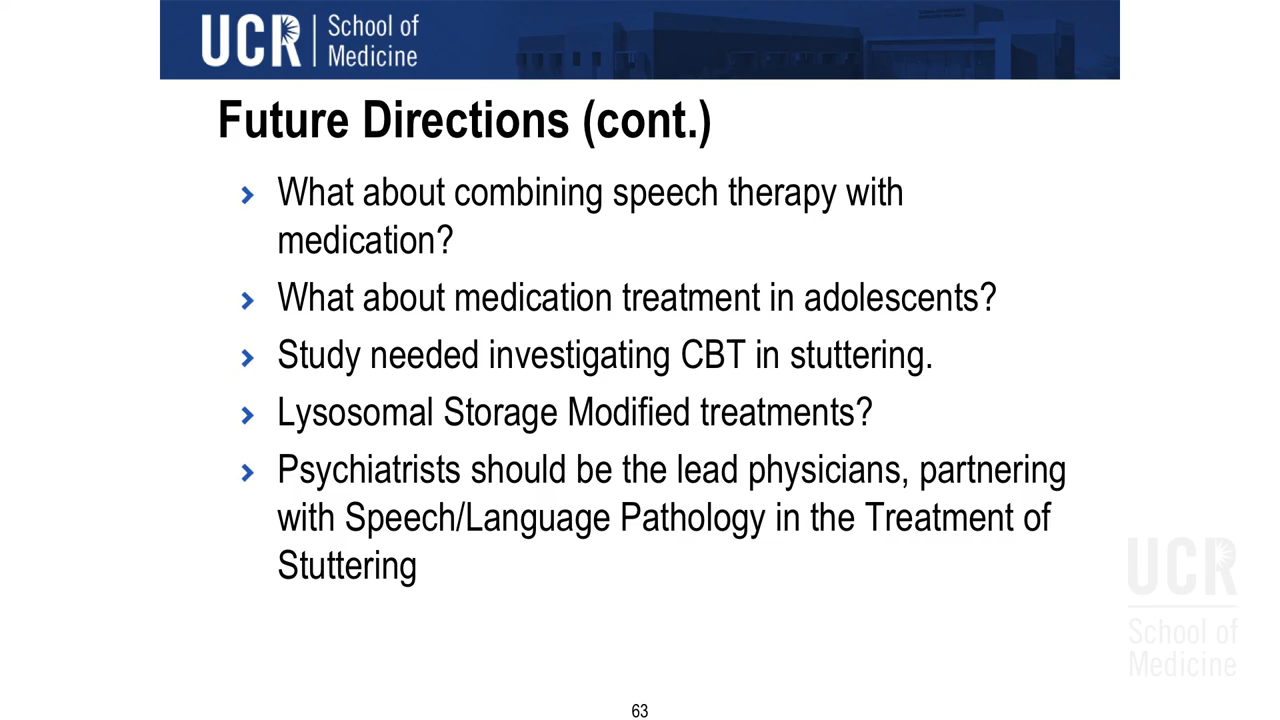 UCR School of
Medicine
Future Directions (cont.)
What about combining speech therapy with
medication?
What about medication treatment in adolescents?
Study needed investigating CBT in stuttering.
Lysosomal Storage Modified treatments?
Psychiatrists should be the lead physicians, partnering
with Speech/Language Pathology in the Treatment of
Stuttering
UCR
School of
Medicine
63